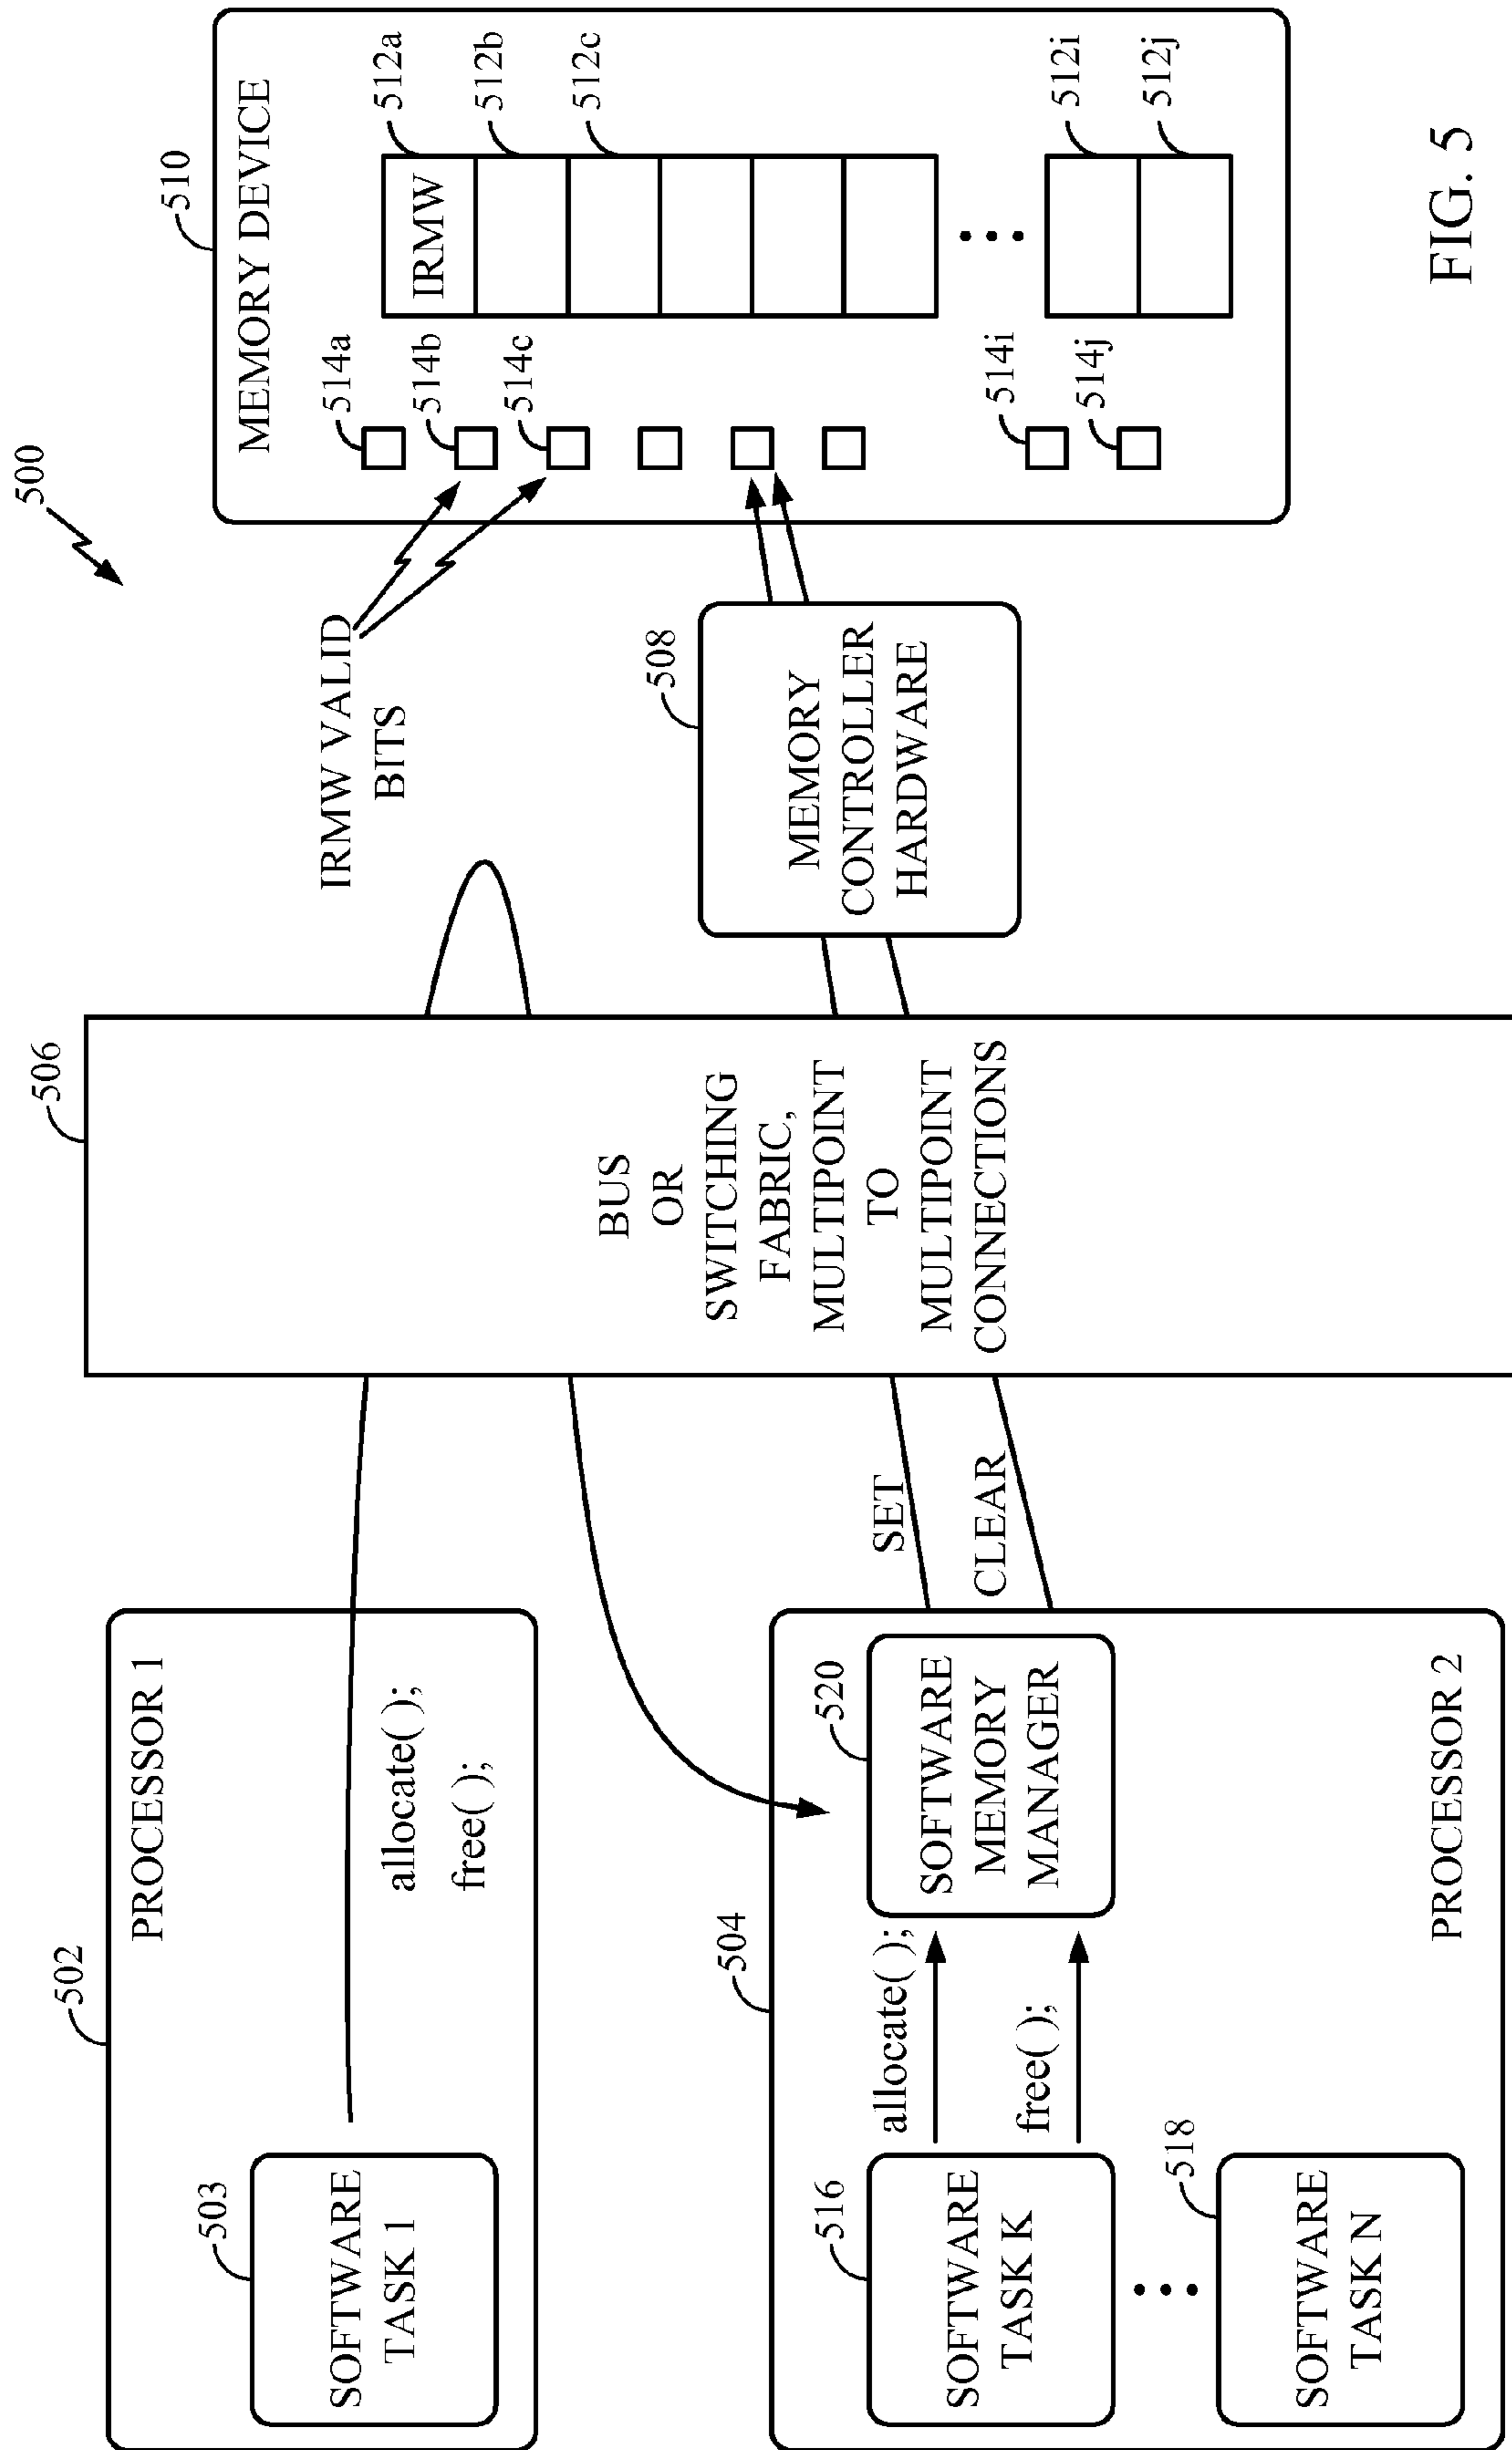 500
502
PROCESSOR 1
503
SOFTWARE
TASK 1
allocate( );
free( );
504
516
SOFTWARE
TASK K
allocate( );
free( );
520
SOFTWARE
MEMORY
MANAGER
518
SOFTWARE
TASK N
PROCESSOR 2
SET
CLEAR
506
BUS
OR
SWITCHING
FABRIC,
MULTIPOINT
TO
MULTIPOINT
CONNECTIONS
IRMW VALID
BITS
508
MEMORY
CONTROLLER
HARDWARE
510
MEMORY DEVICE
514a
514b
514c
514i
514j
IRMW
512a
512b
512c
512i
512j
FIG. 5